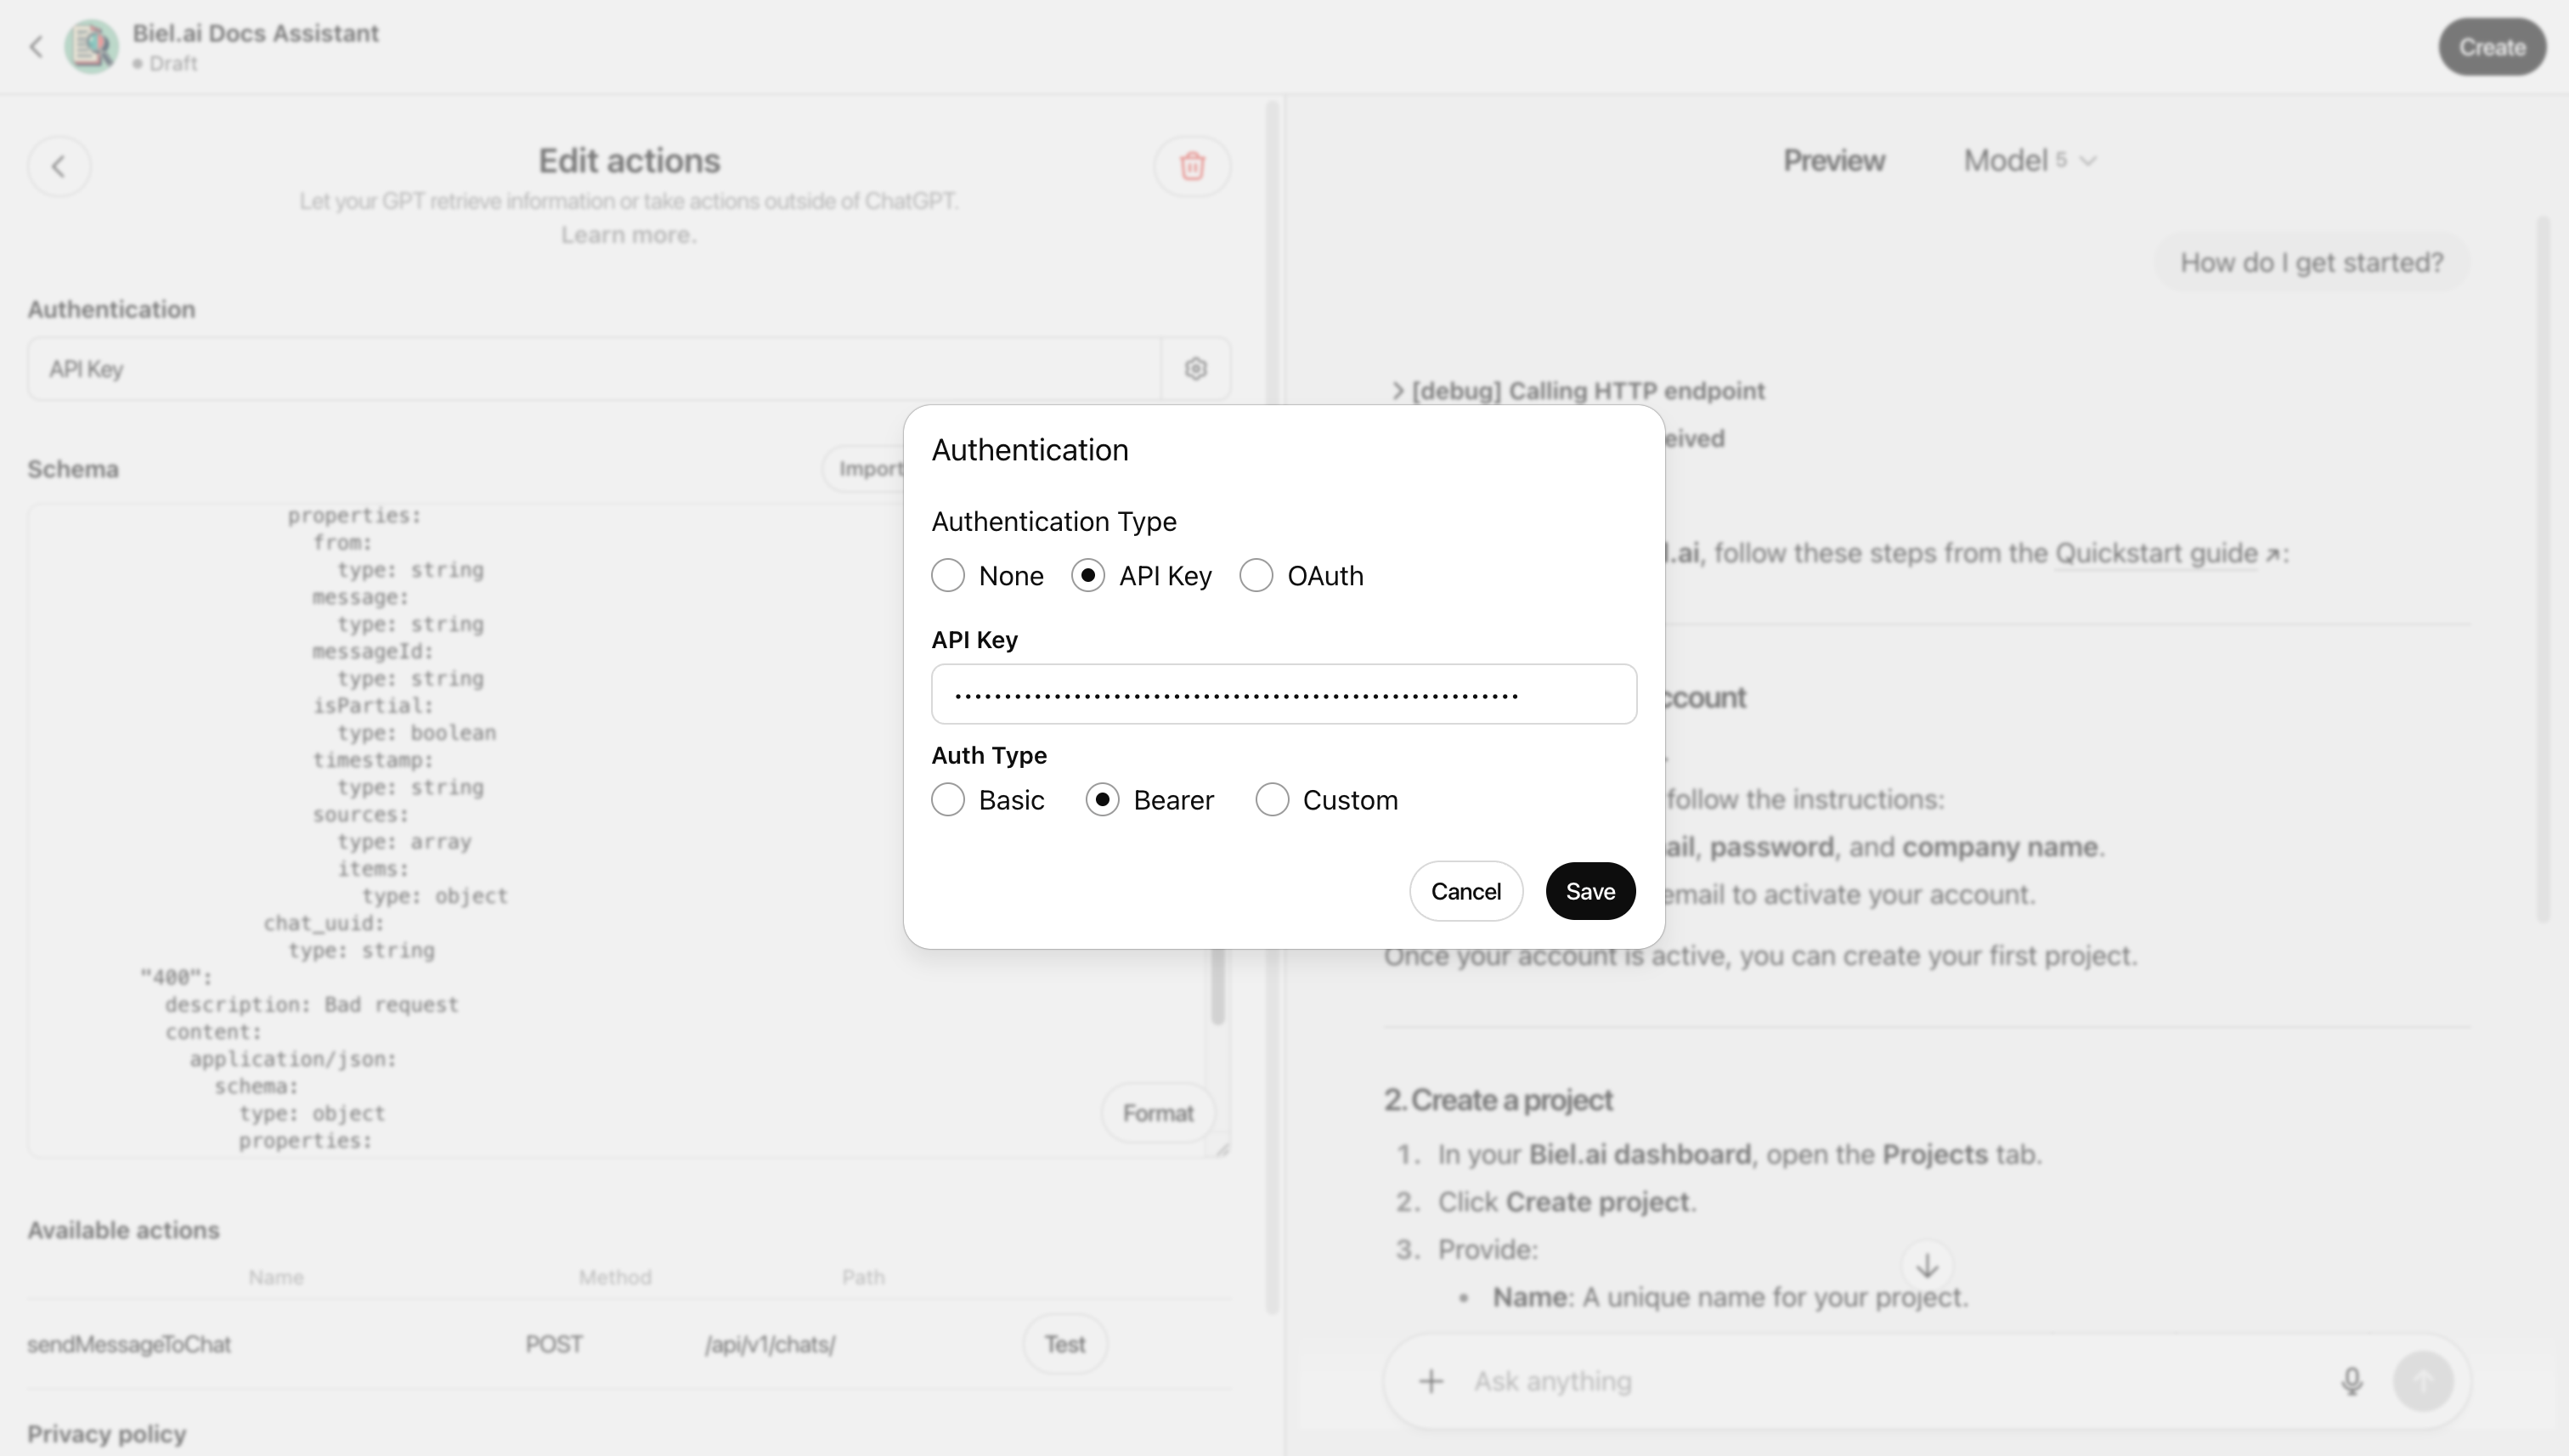 Biel.ai Docs Assistant
Draft
Create
Edit actions
Let your GPT retrieve information or take actions outside of ChatGPT.
Learn more.
Authentication
API Key
Schema
Import
properties:
from:
type: string
message:
type: string
messageId:
type: string
isPartial:
type: boolean
timestamp:
type: string
sources:
type: array
items:
type: object
chat_uuid:
type: string
"400":
description: Bad request
content:
application/json:
schema:
type: object
properties:
Format
Available actions
Name Method Path
sendMessageToChat POST /api/v1/chats/ Test
Privacy policy
Authentication
Authentication Type
None API Key OAuth
API Key
••••••••••••••••••••••••••••••••••••••••••••••••••••••••
Auth Type
Basic Bearer Custom
Cancel Save
Preview Model 5
How do I get started?
[debug] Calling HTTP endpoint
eived
.ai, follow these steps from the Quickstart guide ↗:
ccount
follow the instructions:
ail, password, and company name.
email to activate your account.
Once your account is active, you can create your first project.
2. Create a project
1. In your Biel.ai dashboard, open the Projects tab.
2. Click Create project.
3. Provide:
• Name: A unique name for your project.
Ask anything